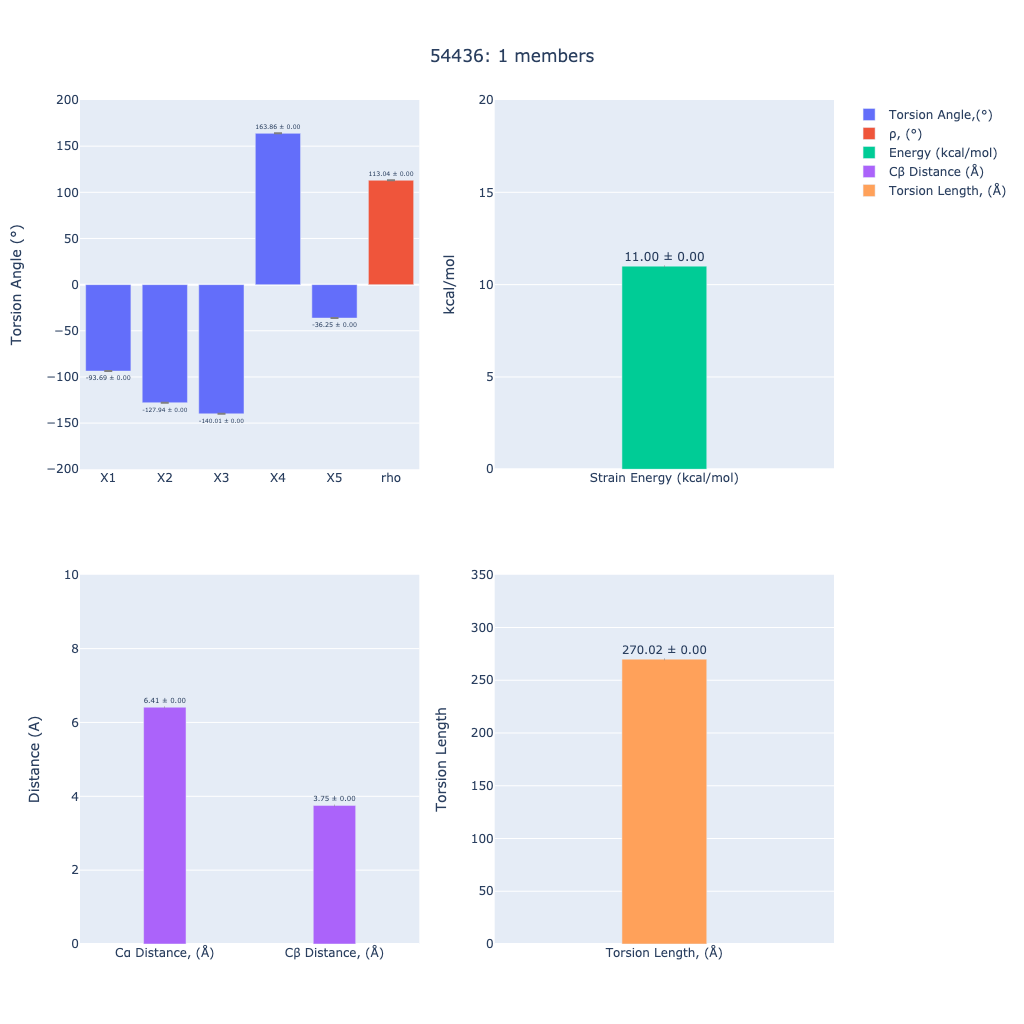 54436: 1 members
Torsion Angle (°)
200
150
100
50
0
−50
−100
−150
−200
163.86 ± 0.00
113.04 ± 0.00
-36.25 ± 0.00
-93.69 ± 0.00
-127.94 ± 0.00
-140.01 ± 0.00
X1 X2 X3 X4 X5 rho
kcal/mol
20
15
10
5
0
11.00 ± 0.00
Strain Energy (kcal/mol)
Torsion Angle,(°)
ρ, (°)
Energy (kcal/mol)
Cβ Distance (Å)
Torsion Length, (Å)
Distance (A)
10
8
6
4
2
0
6.41 ± 0.00
3.75 ± 0.00
Cα Distance, (Å) Cβ Distance, (Å)
Torsion Length
350
300
250
200
150
100
50
0
270.02 ± 0.00
Torsion Length, (Å)